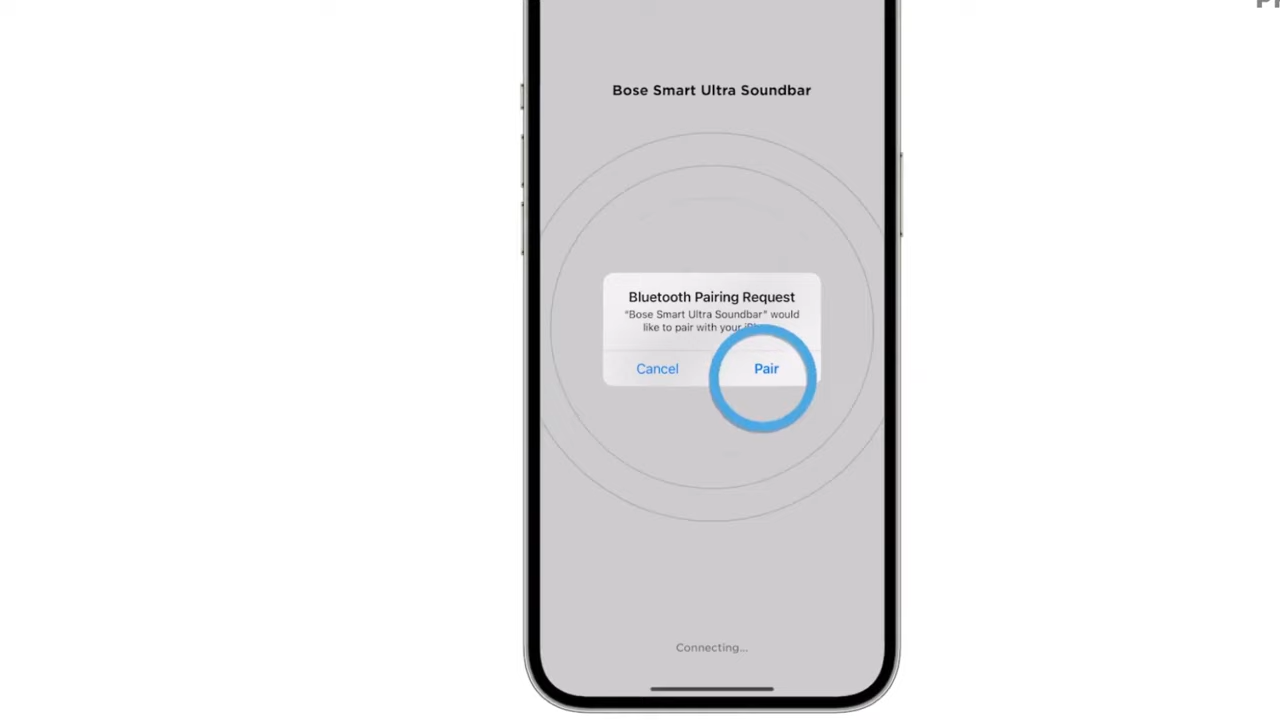 Bose Smart Ultra Soundbar
Bluetooth Pairing Request
"Bose Smart Ultra Soundbar" would
like to pair with your
Cancel
Pair
Connecting...